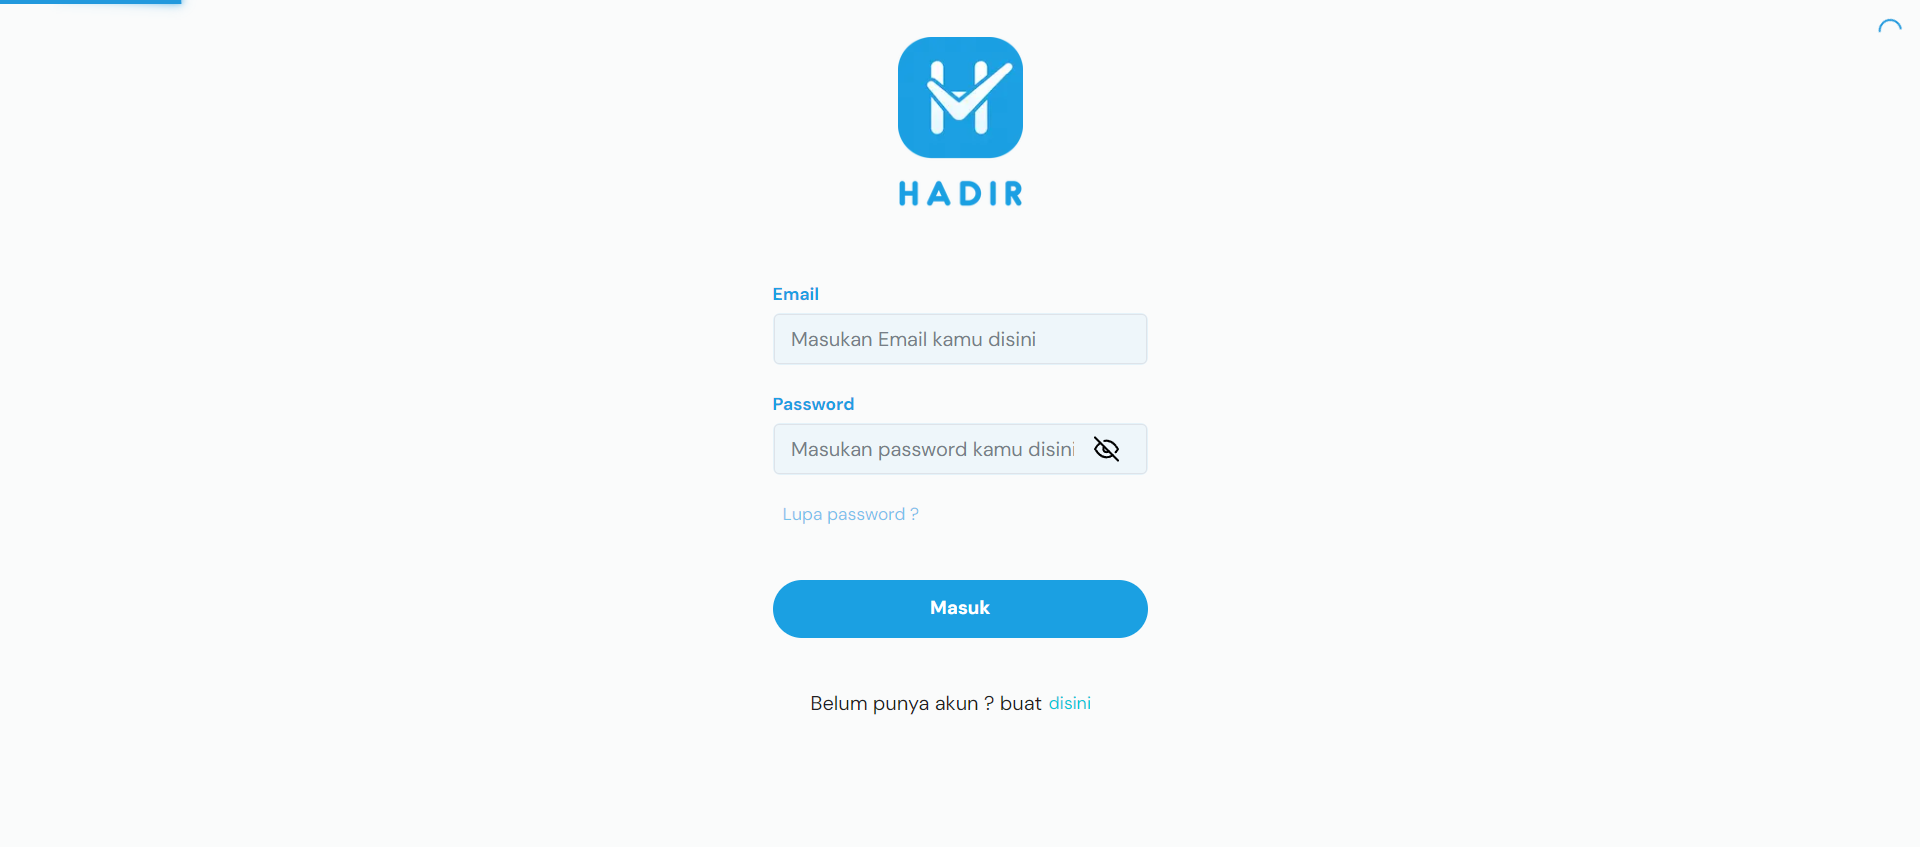 HADIR
Email
Masukan Email kamu disini
Password
Masukan password kamu disini
Lupa password ?
Masuk
Belum punya akun ? buat disini